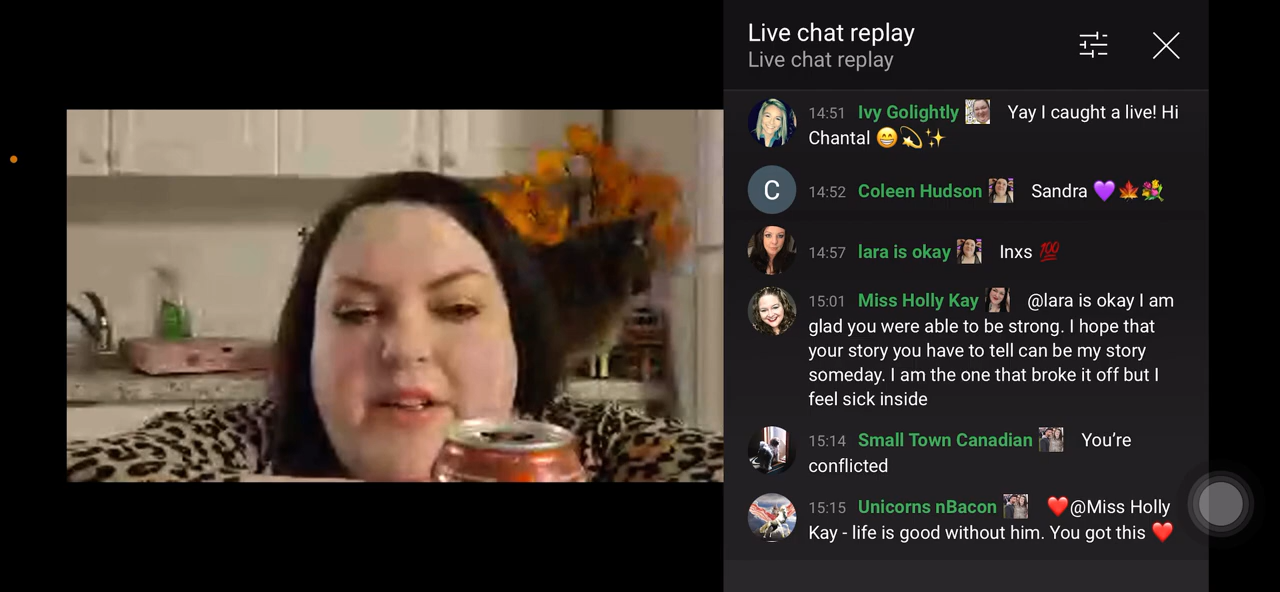 Live chat replay
Live chat replay
14:51 Ivy Golightly Yay I caught a live! Hi
Chantal 😁💫✨
C
14:52 Coleen Hudson Sandra 💜🍁💐
14:57 lara is okay Inxs 💯
15:01 Miss Holly Kay @lara is okay I am
glad you were able to be strong. I hope that
your story you have to tell can be my story
someday. I am the one that broke it off but I
feel sick inside
15:14 Small Town Canadian You’re
conflicted
15:15 Unicorns nBacon ❤️@Miss Holly
Kay - life is good without him. You got this ❤️